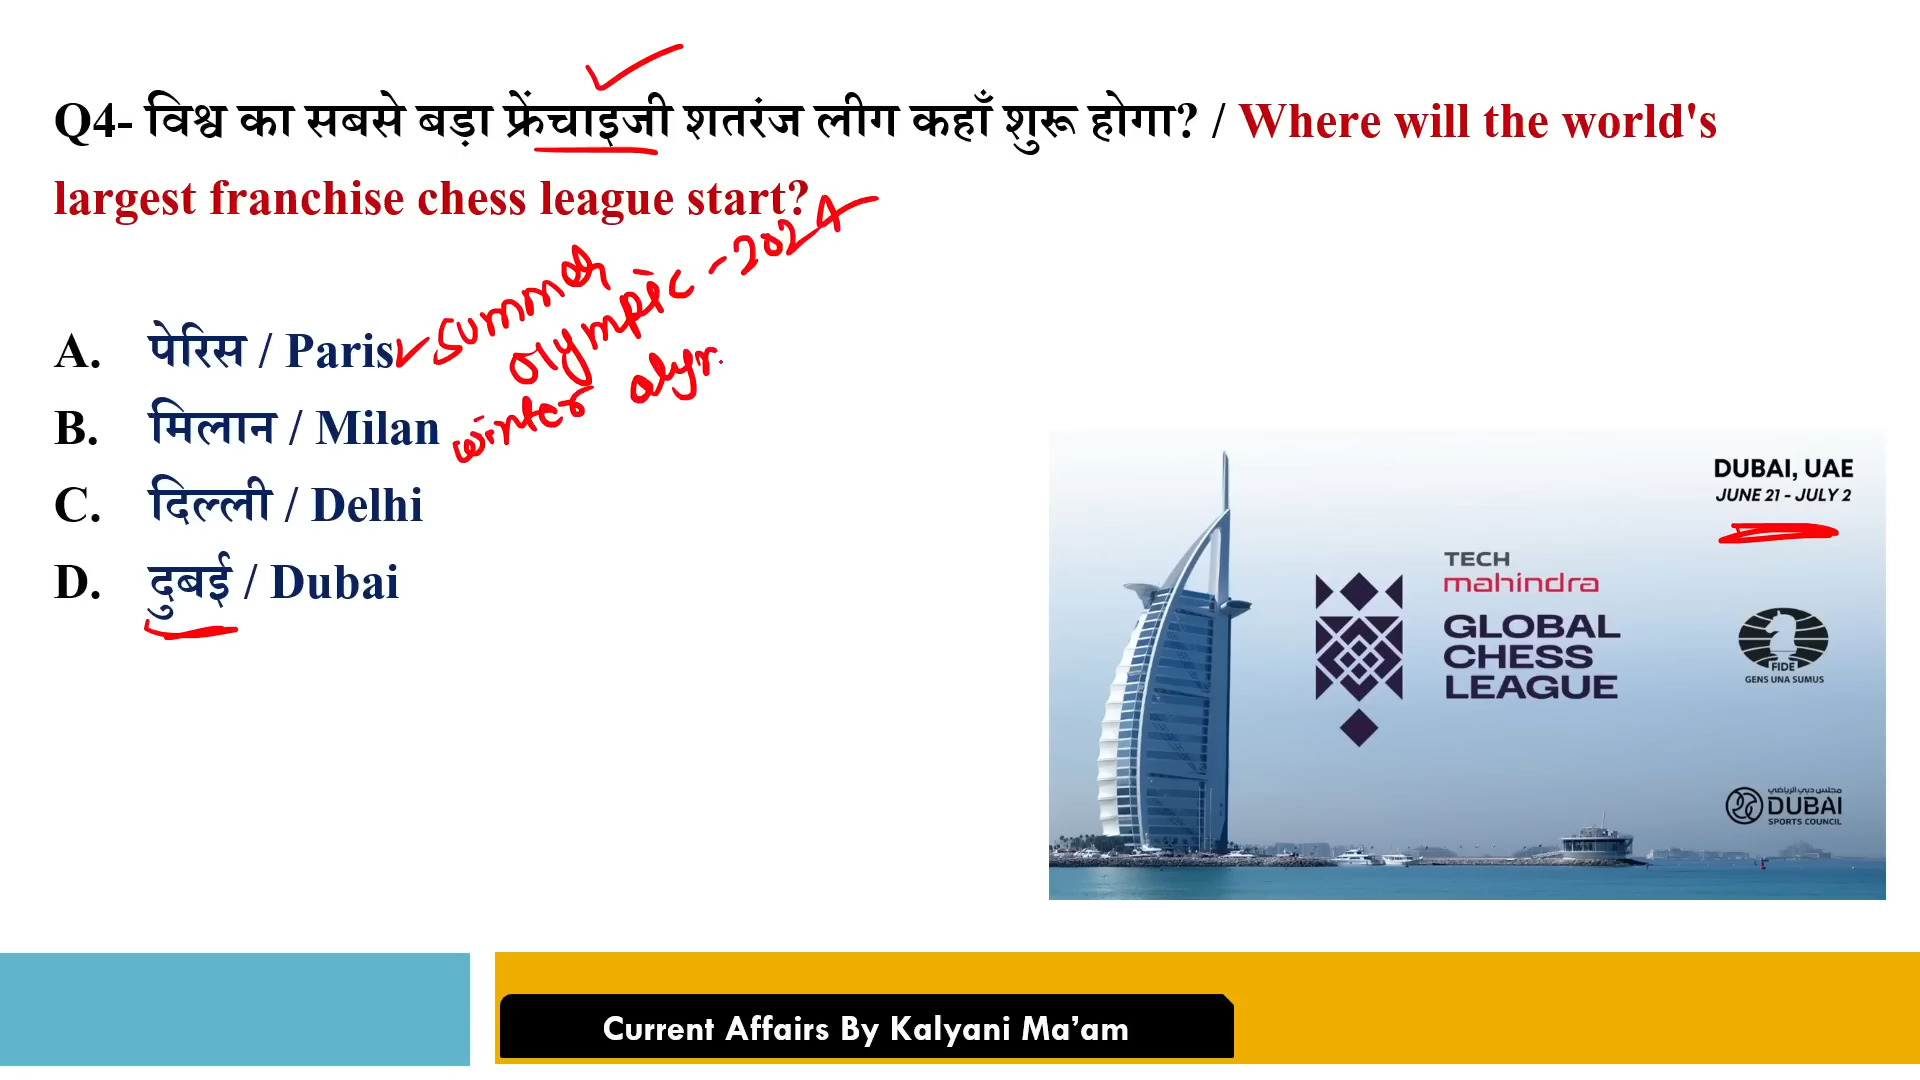 Q4- विश्व का सबसे बड़ा फ्रेंचाइजी शतरंज लीग कहाँ शुरू होगा? / Where will the world's
largest franchise chess league start?
A. पेरिस / Paris
summer
olympic - 2024
B. मिलान / Milan
winter olyn.
C. दिल्ली / Delhi
D. दुबई / Dubai
DUBAI, UAE
JUNE 21 - JULY 2
TECH
mahindra
GLOBAL
CHESS
LEAGUE
FIDE
GENS UNA SUMUS
مجلس دبي الرياضي
DUBAI
SPORTS COUNCIL
Current Affairs By Kalyani Ma’am